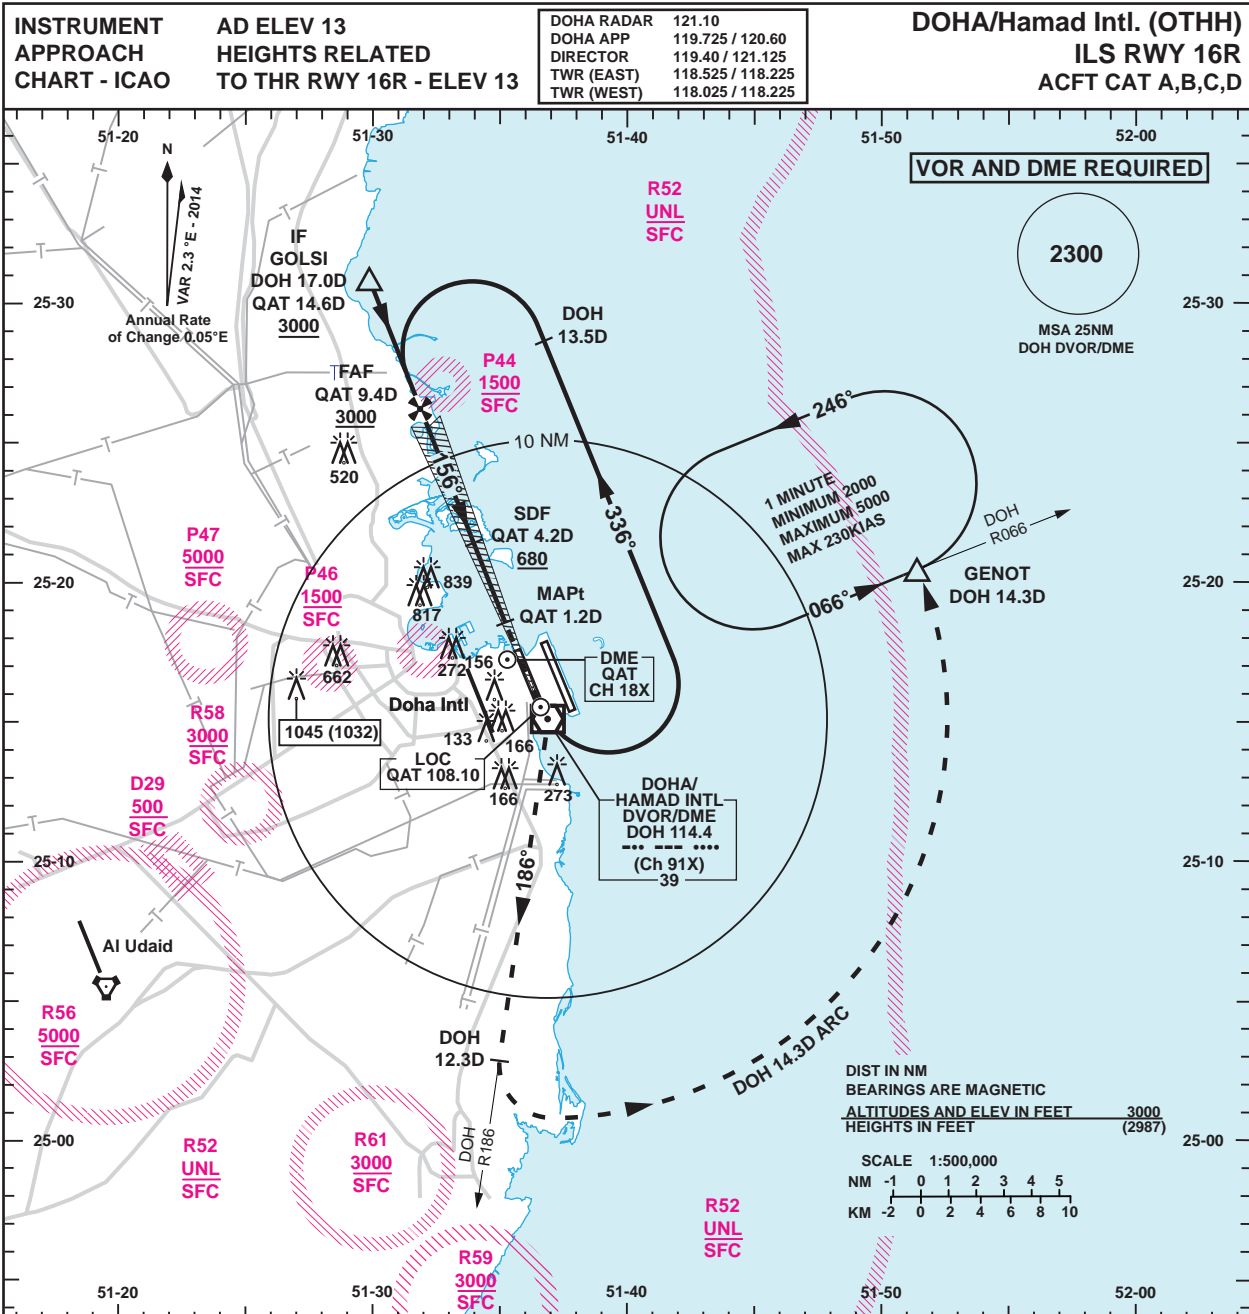 INSTRUMENT
APPROACH
CHART - ICAO
AD ELEV 13
HEIGHTS RELATED
TO THR RWY 16R - ELEV 13
DOHA RADAR 121.10
DOHA APP 119.725 / 120.60
DIRECTOR 119.40 / 121.125
TWR (EAST) 118.525 / 118.225
TWR (WEST) 118.025 / 118.225
DOHA/Hamad Intl. (OTHH)
ILS RWY 16R
ACFT CAT A,B,C,D
51-20
51-30
51-40
51-50
52-00
VOR AND DME REQUIRED
2300
MSA 25NM
DOH DVOR/DME
N
VAR 2.3 °E - 2014
Annual Rate
of Change 0.05°E
R52
UNL
SFC
IF
GOLSI
DOH 17.0D
QAT 14.6D
3000
25-30
25-30
DOH
13.5D
FAF
QAT 9.4D
3000
P44
1500
SFC
520
10 NM
246°
156°
336°
1 MINUTE
MINIMUM 2000
MAXIMUM 5000
MAX 230KIAS
SDF
QAT 4.2D
680
DOH
R066
P47
5000
SFC
P46
1500
SFC
25-20
25-20
839
817
066°
GENOT
DOH 14.3D
MAPt
QAT 1.2D
662
272
156
DME
QAT
CH 18X
1045 (1032)
Doha Intl
133
166
R58
3000
SFC
LOC
QAT 108.10
166
273
D29
500
SFC
DOHA/
HAMAD INTL
DVOR/DME
DOH 114.4
-·· --- ····
(Ch 91X)
39
25-10
25-10
186°
Al Udaid
R56
5000
SFC
DOH
12.3D
DOH 14.3D ARC
DOH
R186
R52
UNL
SFC
R61
3000
SFC
25-00
25-00
DIST IN NM
BEARINGS ARE MAGNETIC
ALTITUDES AND ELEV IN FEET 3000
HEIGHTS IN FEET (2987)
SCALE 1:500,000
NM -1 0 1 2 3 4 5
KM -2 0 2 4 6 8 10
R52
UNL
SFC
R59
3000
SFC
51-20
51-30
51-40
51-50
52-00